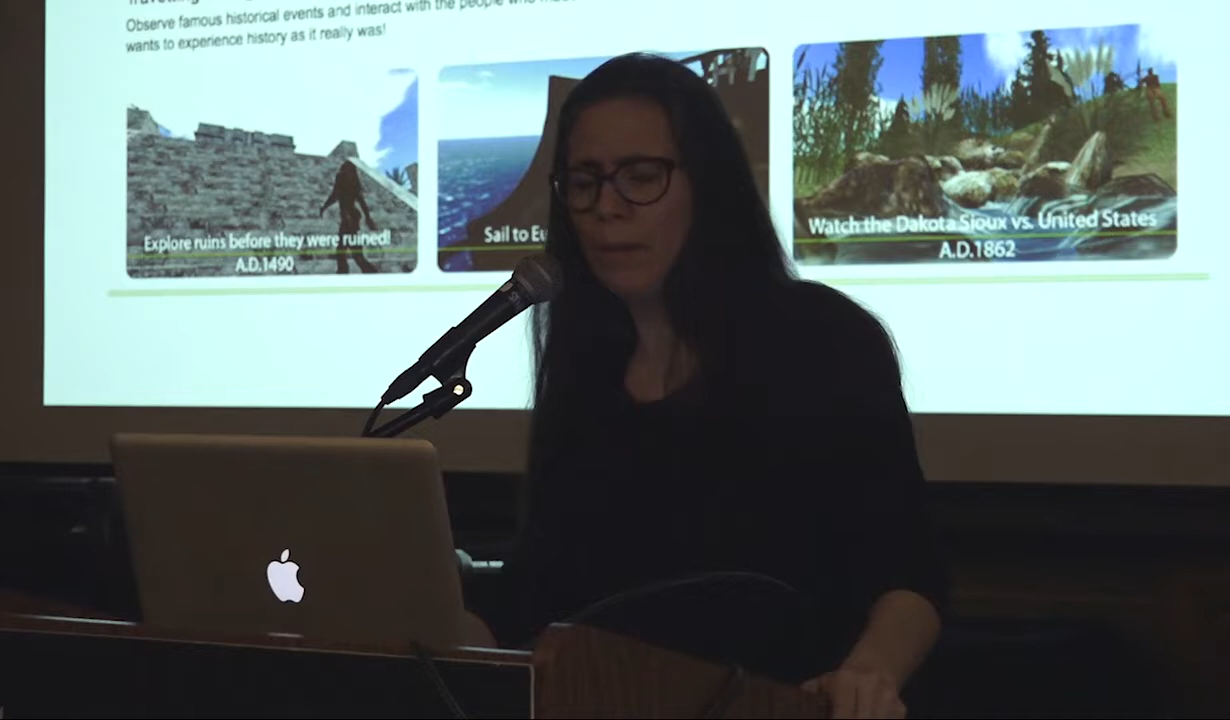 Observe famous historical events and interact with the people who
wants to experience history as it really was!
Explore ruins before they were ruined!
A.D.1490
Sail to
Watch the Dakota Sioux vs. United States
A.D.1862